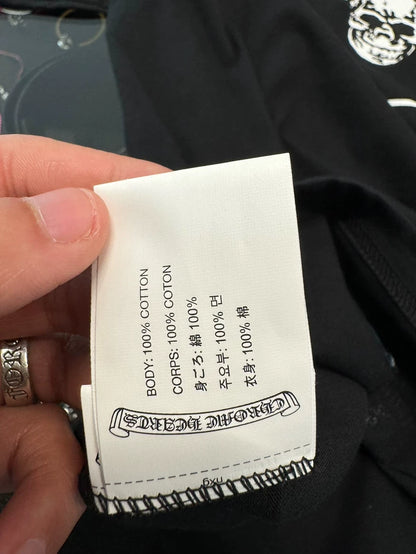 BODY: 100% COTTON
CORPS: 100% COTON
身ごろ: 綿 100%
주요부: 100% 면
衣身: 100% 棉
CHROME HEARTS